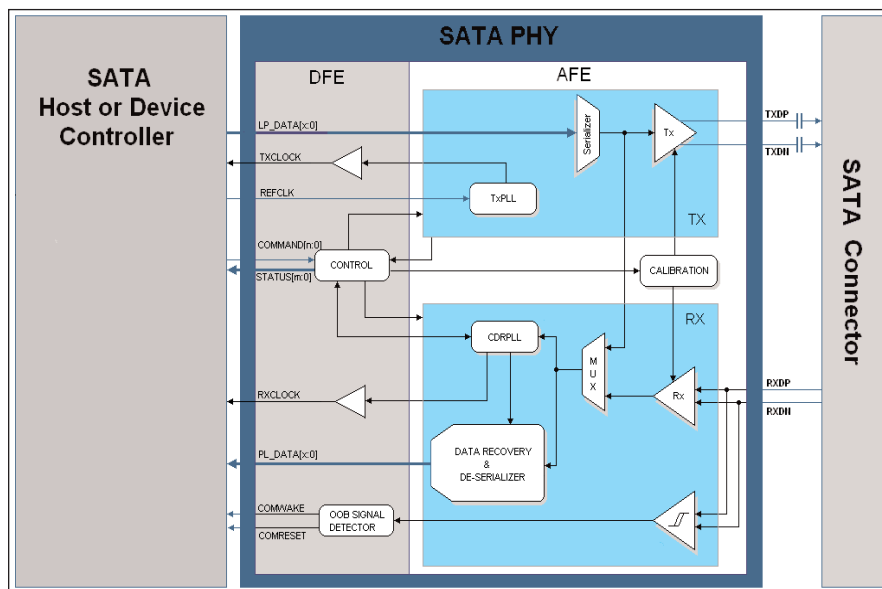 SATA PHY
SATA
Host or Device
Controller
DFE
AFE
LP_DATA[x:0]
Serializer
Tx
TXDP
TXDN
TXCLOCK
REFCLK
TxPLL
TX
COMMAND[n:0]
CONTROL
STATUS[m:0]
CALIBRATION
SATA Connector
RX
CDRPLL
MUX
Rx
RXDP
RXDN
RXCLOCK
PL_DATA[x:0]
DATA RECOVERY
&
DE-SERIALIZER
COMWAKE
OOB SIGNAL
DETECTOR
COMRESET